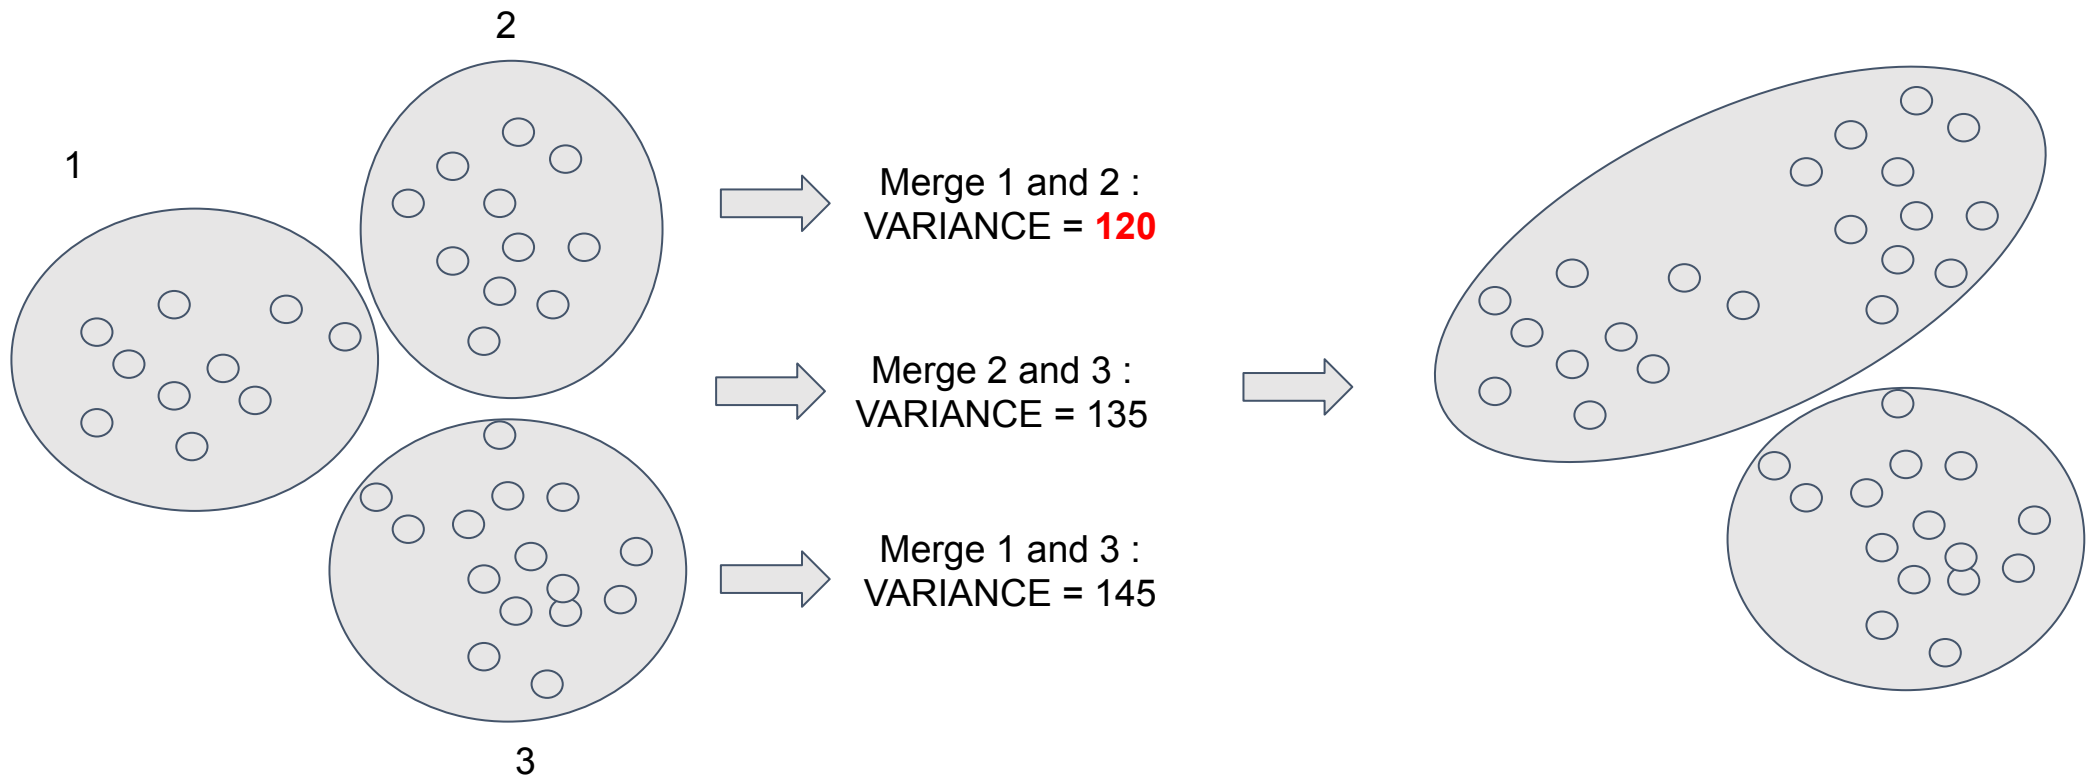 2
1
Merge 1 and 2 :
VARIANCE = 120
Merge 2 and 3 :
VARIANCE = 135
Merge 1 and 3 :
VARIANCE = 145
3